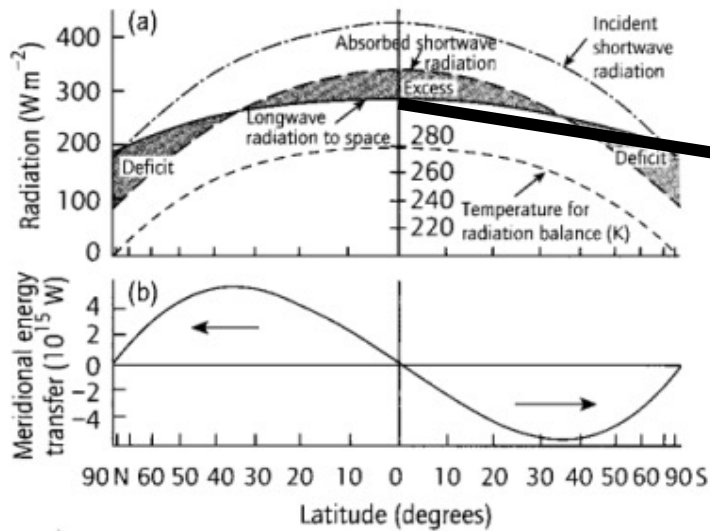 (a)
400
300
200
100
0
Radiation (W m⁻²)
Incident
shortwave
radiation
Absorbed shortwave
radiation
Excess
Longwave
radiation to space
Deficit
Deficit
280
260
240
220
Temperature for
radiation balance (K)
(b)
4
2
0
−2
−4
Meridional energy
transfer (10¹⁵ W)
90 N 60 50 40 30 20 10 0 10 20 30 40 50 60 90 S
Latitude (degrees)